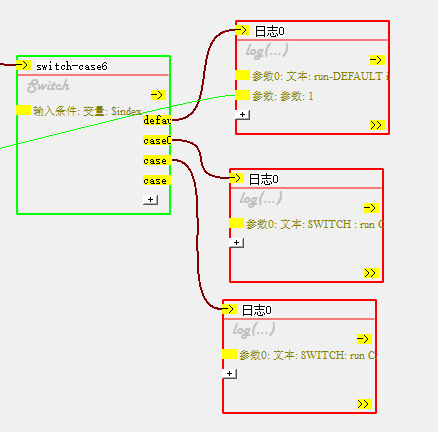 switch-case6
Switch
输入条件: 变量: $index
defau
case0
case
case
+
日志0
log(...)
参数0: 文本: run-DEFAULT
参数: 参数: 1
+
日志0
log(...)
参数0: 文本: SWITCH : run C
+
日志0
log(...)
参数0: 文本: SWITCH: run C
+